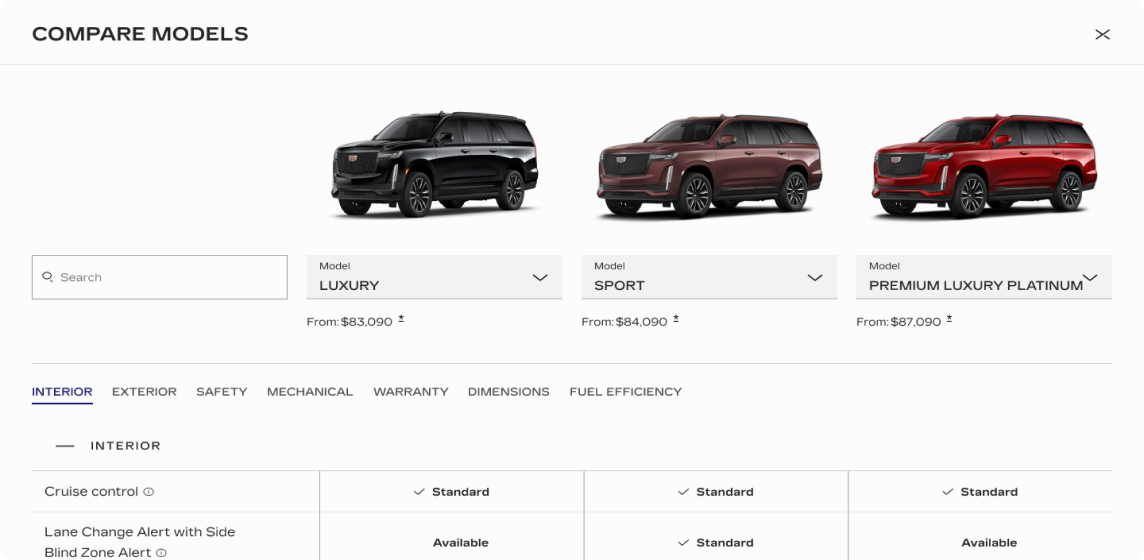 COMPARE MODELS
Search
Model
LUXURY
Model
SPORT
Model
PREMIUM LUXURY PLATINUM
From: $83,090 *
From: $84,090 *
From: $87,090 *
INTERIOR EXTERIOR SAFETY MECHANICAL WARRANTY DIMENSIONS FUEL EFFICIENCY
INTERIOR
Cruise control
Standard
Standard
Standard
Lane Change Alert with Side
Blind Zone Alert
Available
Standard
Available